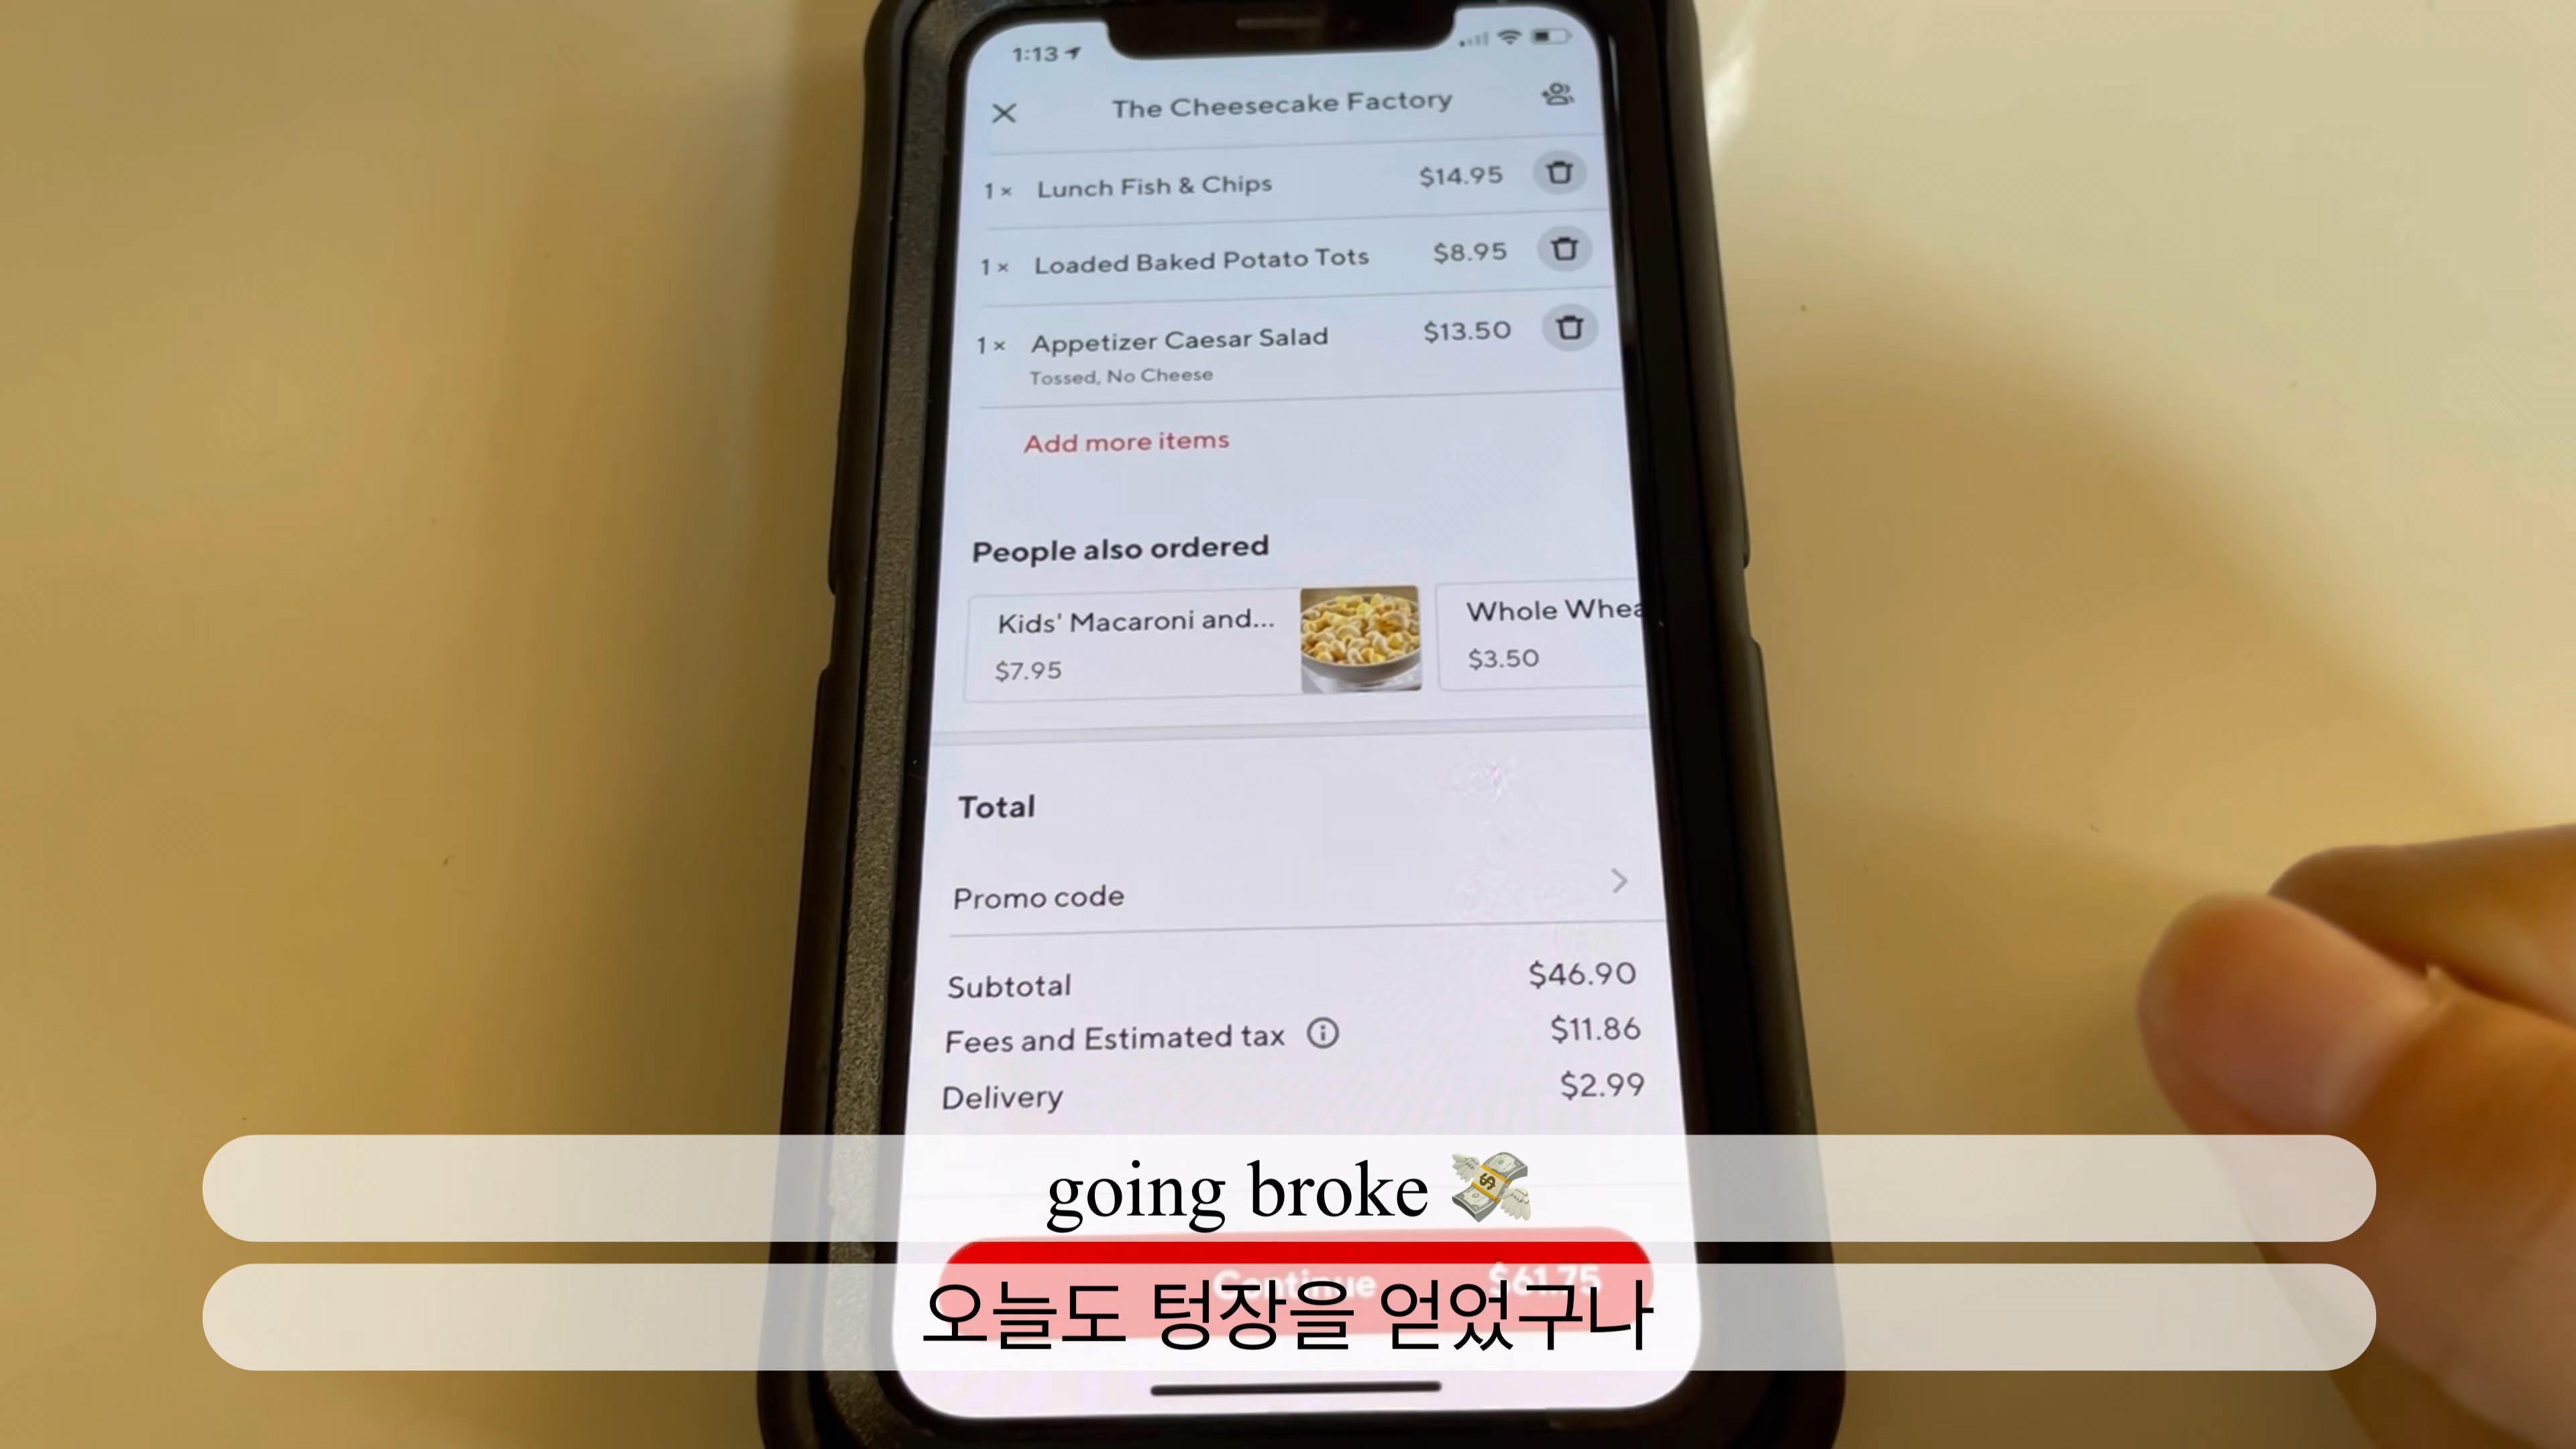 1:13
The Cheesecake Factory
1 × Lunch Fish & Chips $14.95
1 × Loaded Baked Potato Tots $8.95
1 × Appetizer Caesar Salad $13.50
Tossed, No Cheese
Add more items
People also ordered
Kids' Macaroni and...
$7.95
Whole Whea
$3.50
Total
Promo code
Subtotal $46.90
Fees and Estimated tax $11.86
Delivery $2.99
going broke 💸
Continue $61.75
오늘도 텅장을 얻었구나